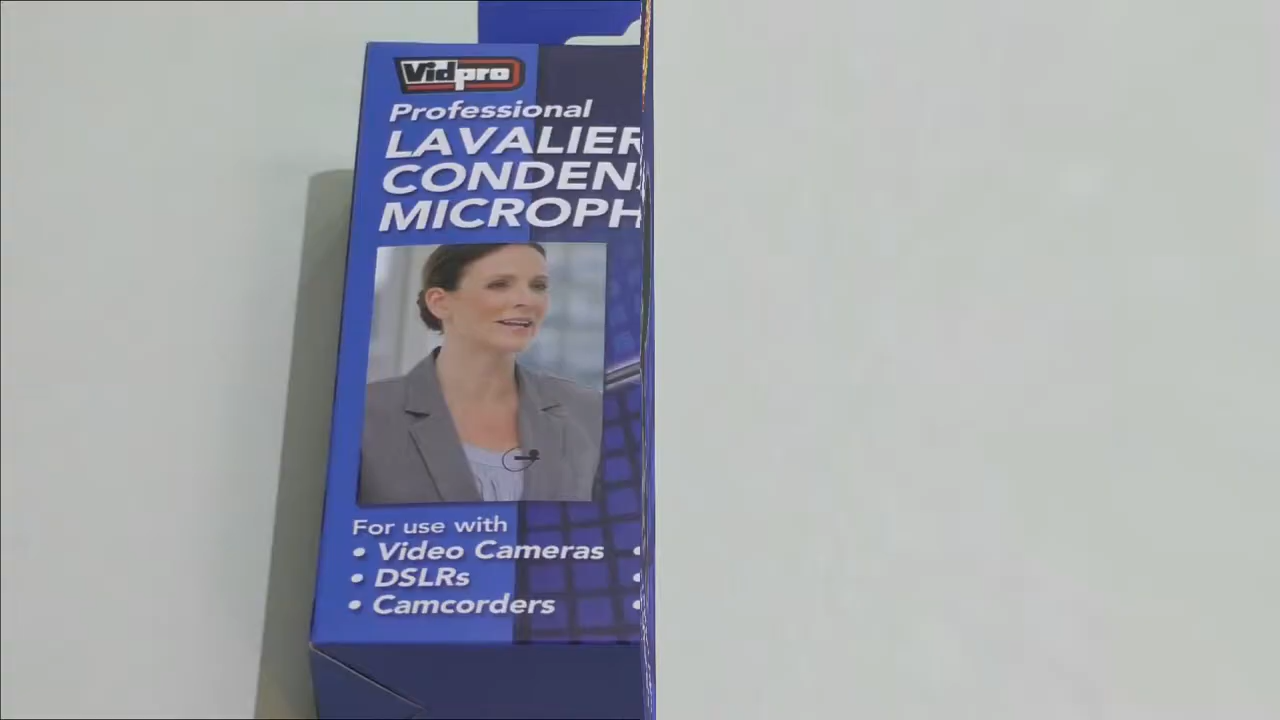 Vidpro
Professional
LAVALIER
CONDEN
MICROPH
For use with
• Video Cameras
• DSLRs
• Camcorders